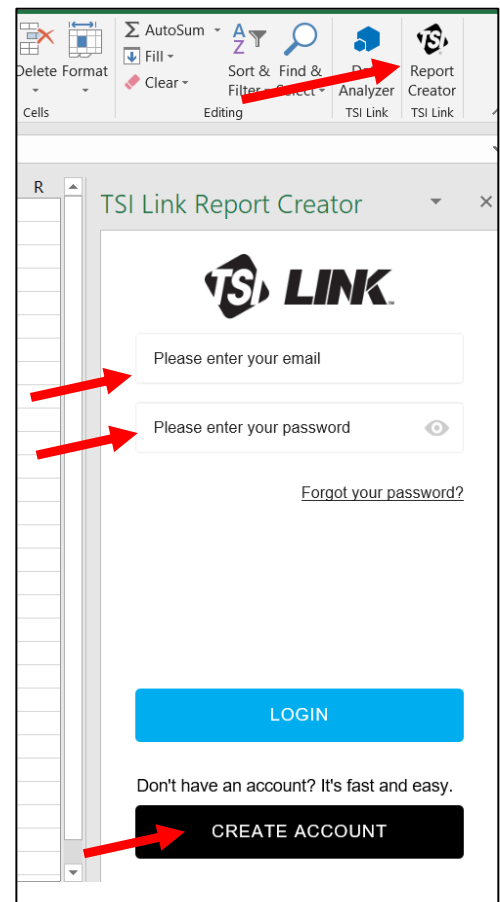 AutoSum
Fill
Clear
Delete Format
Sort & Find &
Filter Select
Analyzer
Report
Creator
Cells
Editing
TSI Link
TSI Link
R
TSI Link Report Creator
TSI LINK
Please enter your email
Please enter your password
Forgot your password?
LOGIN
Don't have an account? It's fast and easy.
CREATE ACCOUNT